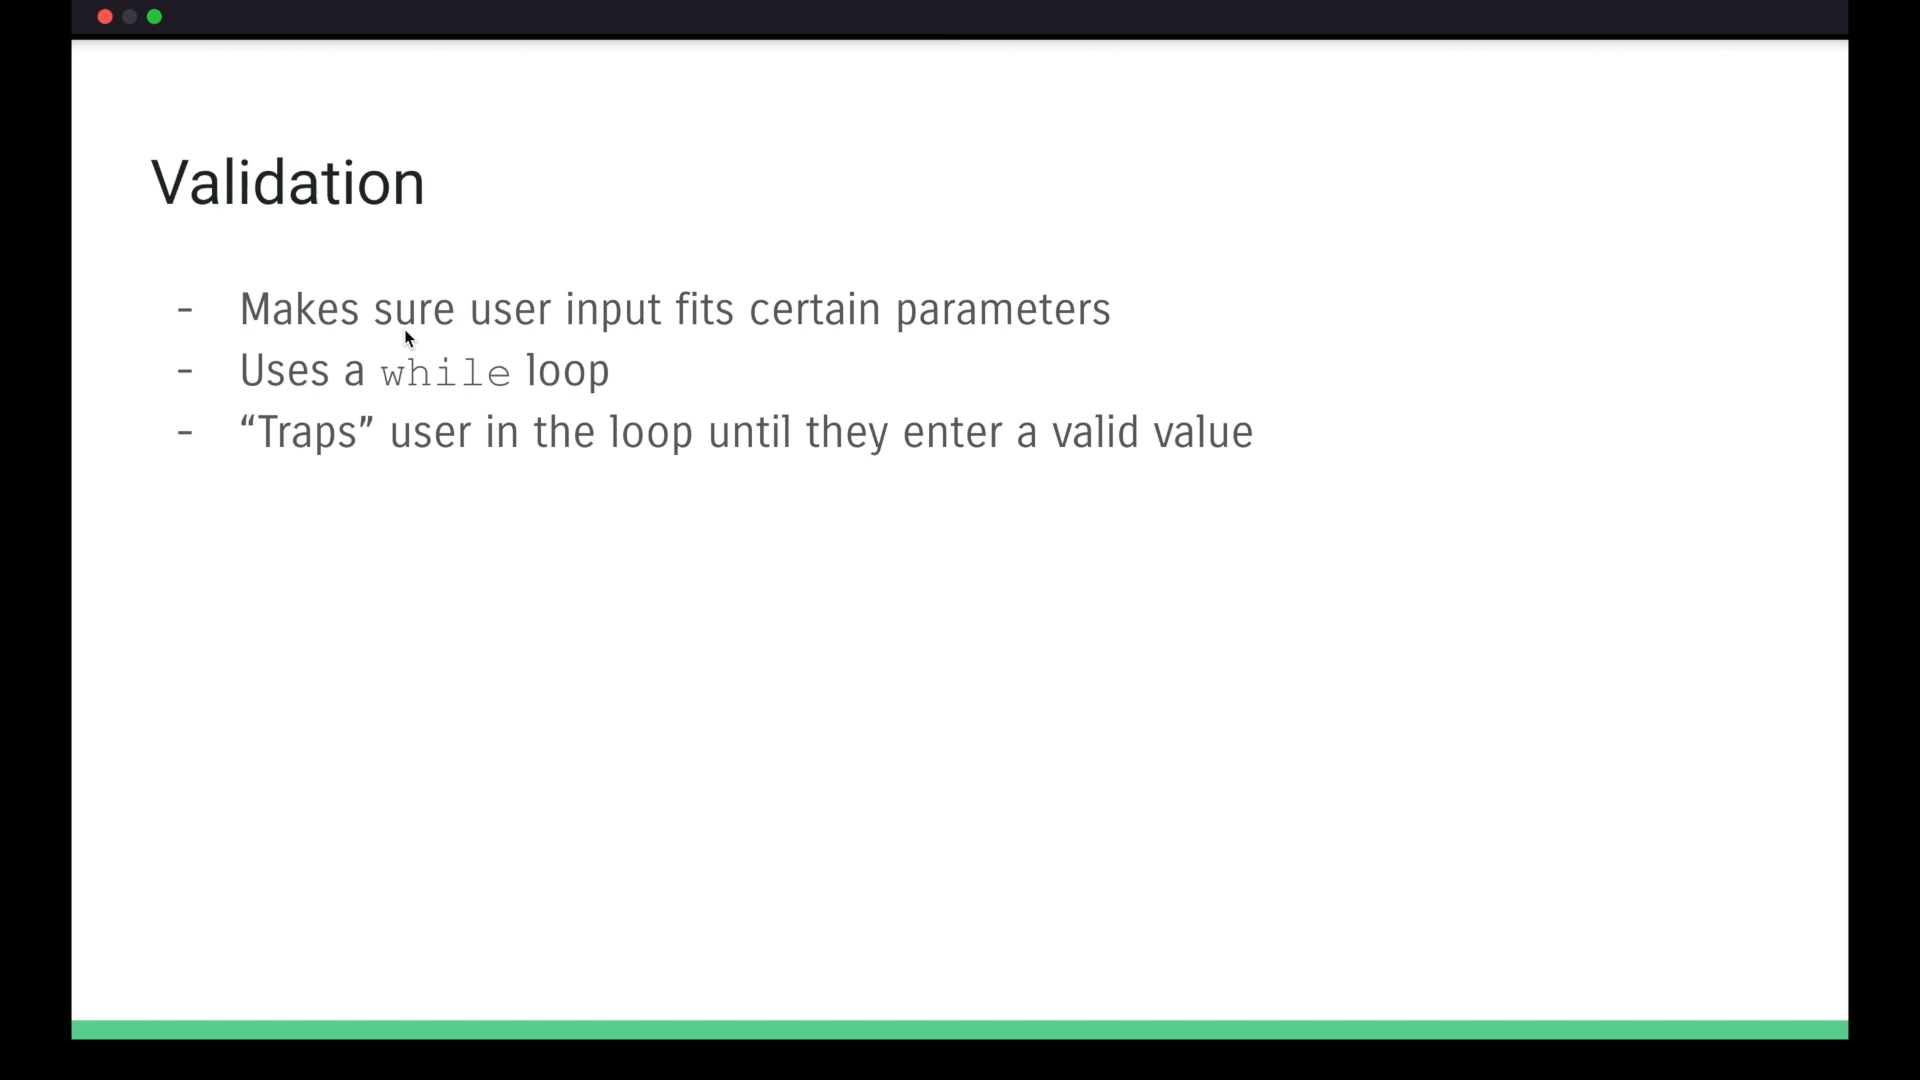 Validation
- Makes sure user input fits certain parameters
- Uses a while loop
- “Traps” user in the loop until they enter a valid value